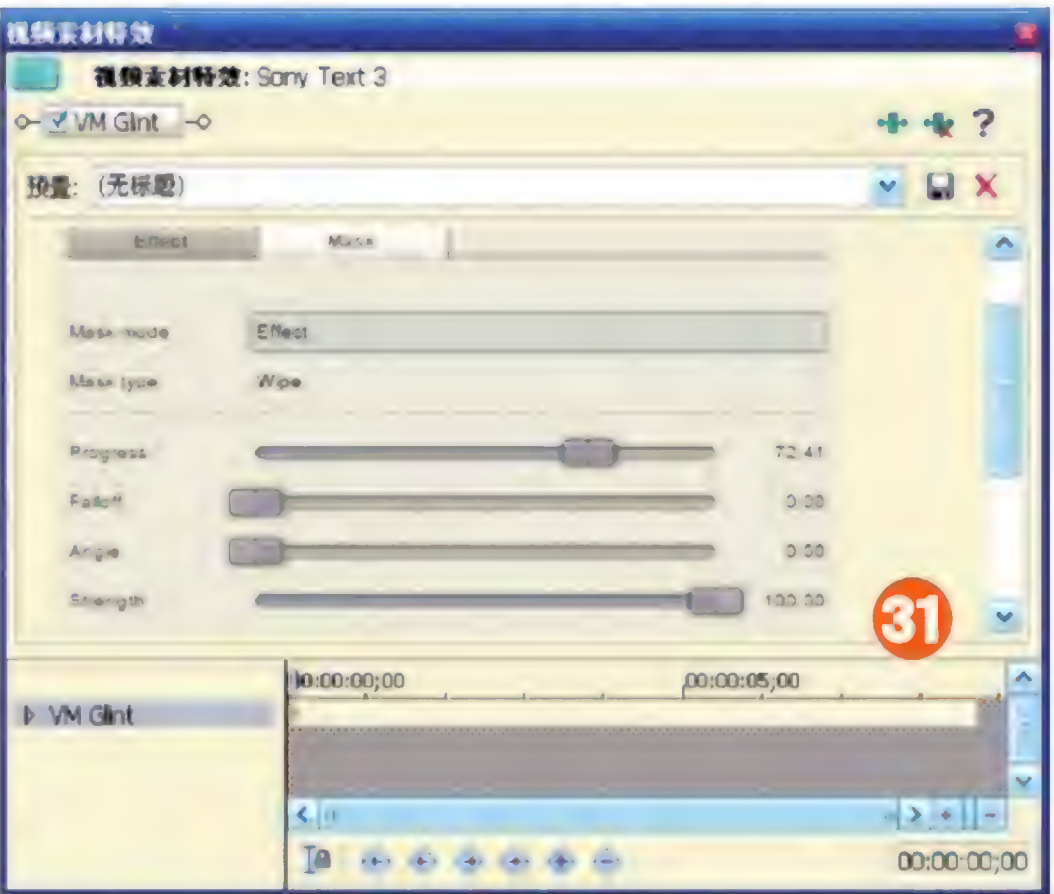 视频素材特效
视频素材特效: Sony Text 3
VM Glint
?
预置: (无标题)
Effect Mask
Mask mode Effect
Mask type Wipe
Progress 72.41
Falloff 0.00
Angle 0.00
Strength 100.00
31
00:00:00;00 00:00:05;00
VM Glint
00:00:00;00